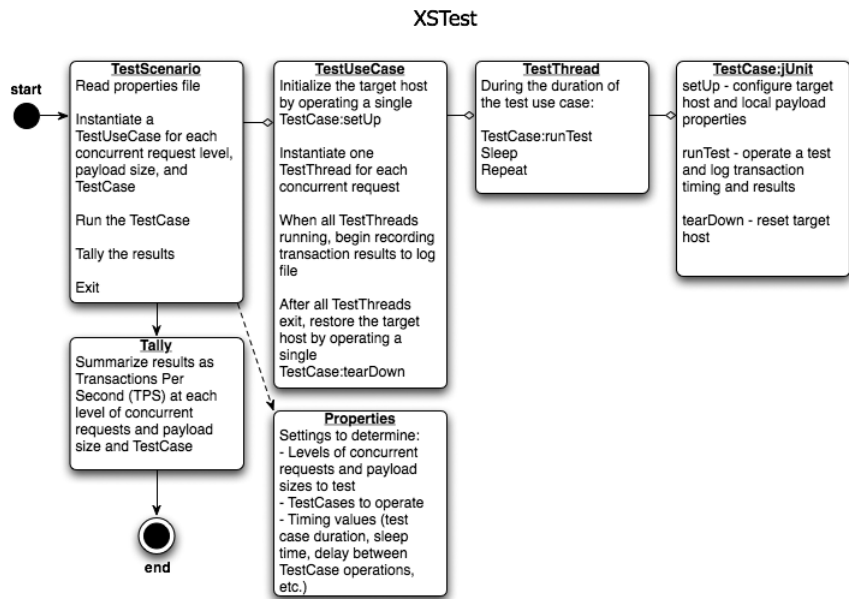 XSTest
start
TestScenario
Read properties file
Instantiate a
TestUseCase for each
concurrent request level,
payload size, and
TestCase
Run the TestCase
Tally the results
Exit
TestUseCase
Initialize the target host
by operating a single
TestCase:setUp
Instantiate one
TestThread for each
concurrent request
When all TestThreads
running, begin recording
transaction results to log
file
After all TestThreads
exit, restore the target
host by operating a
single
TestCase:tearDown
TestThread
During the duration of
the test use case:
TestCase:runTest
Sleep
Repeat
TestCase:jUnit
setUp - configure target
host and local payload
properties
runTest - operate a test
and log transaction
timing and results
tearDown - reset target
host
Tally
Summarize results as
Transactions Per
Second (TPS) at each
level of concurrent
requests and payload
size and TestCase
end
Properties
Settings to determine:
- Levels of concurrent
requests and payload
sizes to test
- TestCases to operate
- Timing values (test
case duration, sleep
time, delay between
TestCase operations,
etc.)